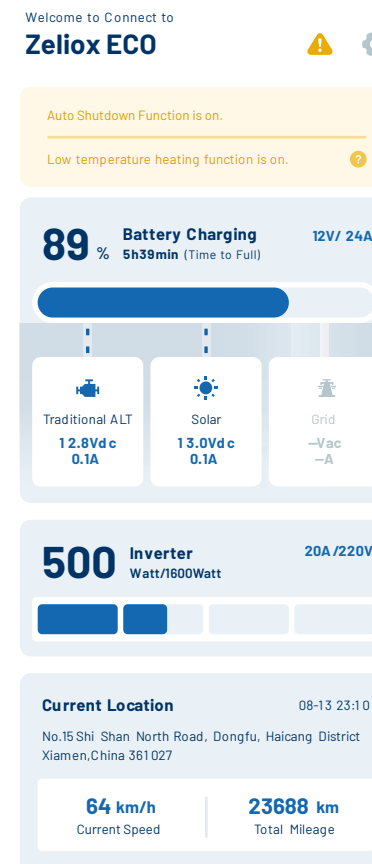 Welcome to Connect to
Zeliox ECO
Auto Shutdown Function is on.
Low temperature heating function is on. ?
89 % Battery Charging 12V/ 24A
5h39min (Time to Full)
Traditional ALT Solar Grid
12.8Vdc 13.0Vdc --Vac
0.1A 0.1A --A
500 Inverter 20A/220V
Watt/1600Watt
Current Location 08-13 23:10
No.15 Shi Shan North Road, Dongfu, Haicang District
Xiamen,China 361027
64 km/h 23688 km
Current Speed Total Mileage